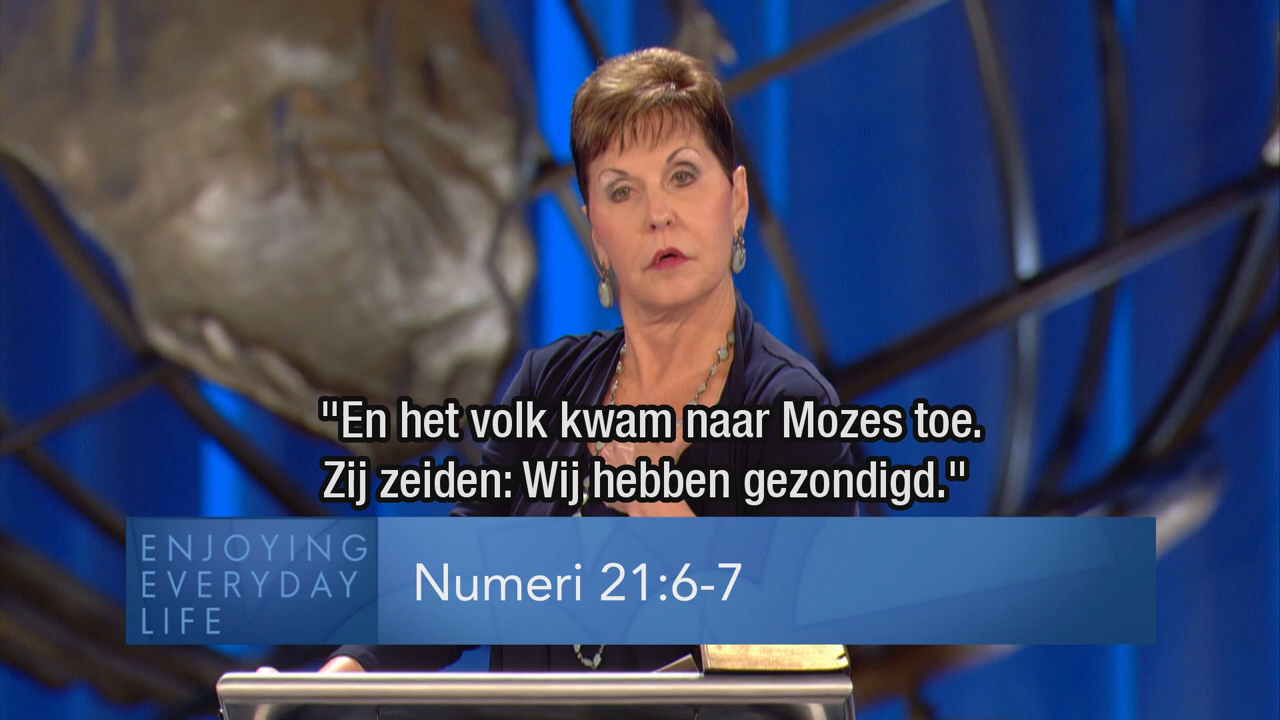 "En het volk kwam naar Mozes toe.
Zij zeiden: Wij hebben gezondigd."
ENJOYING
EVERYDAY
LIFE
Numeri 21:6-7